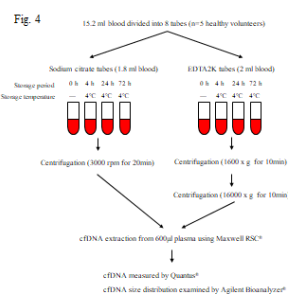 Fig. 4
15.2 ml blood divided into 8 tubes (n=5 healthy volunteers)
Sodium citrate tubes (1.8 ml blood)
EDTA2K tubes (2 ml blood)
Storage period 0 h 4 h 24 h 72 h 0 h 4 h 24 h 72 h
Storage temperature — 4°C 4°C 4°C — 4°C 4°C 4°C
Centrifugation (3000 rpm for 20min)
Centrifugation (1600 x g for 10min)
Centrifugation (16000 x g for 10min
cfDNA extraction from 600μl plasma using Maxwell RSC®
cfDNA measured by Quantus®
cfDNA size distribution examined by Agilent Bioanalyzer®